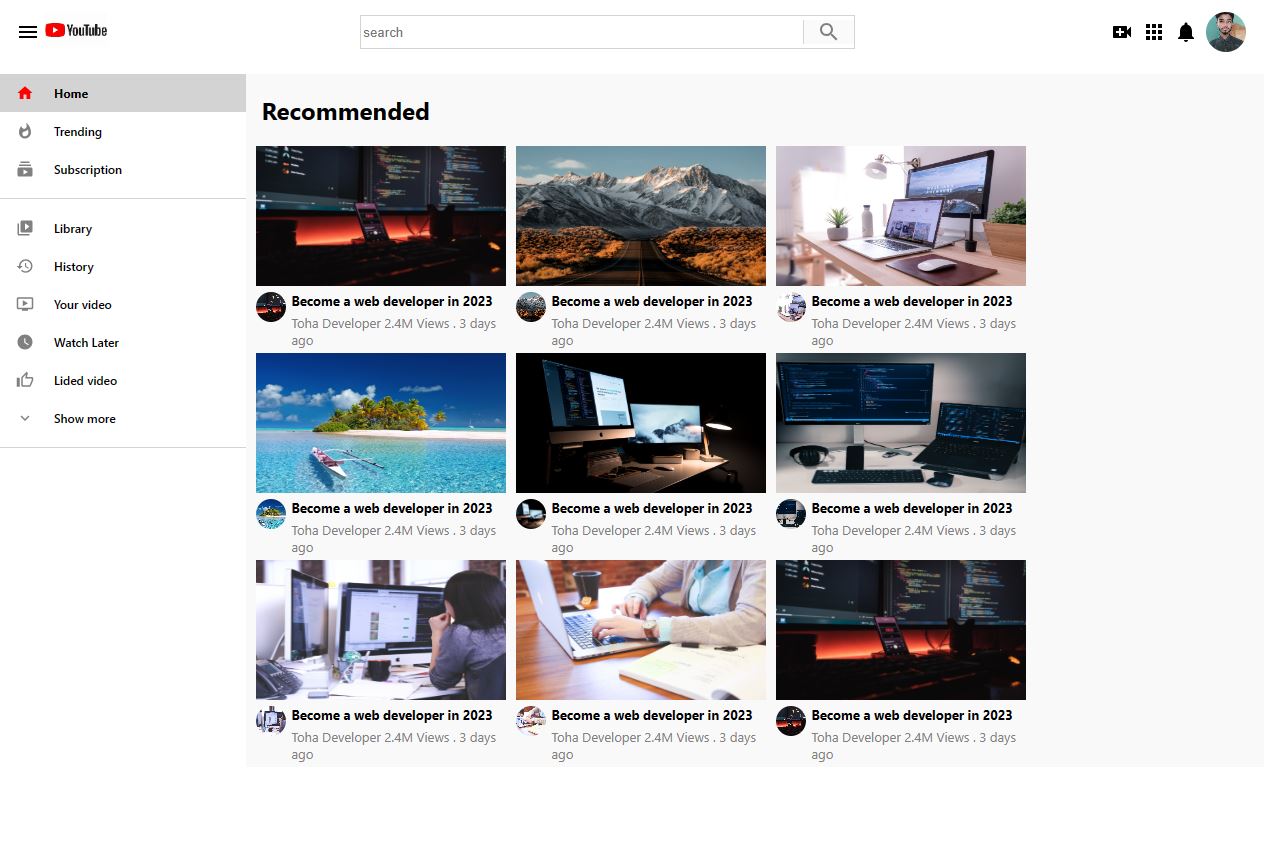 YouTube
search
Home
Trending
Subscription
Library
History
Your video
Watch Later
Lided video
Show more
Recommended
Become a web developer in 2023
Toha Developer 2.4M Views . 3 days
ago
Become a web developer in 2023
Toha Developer 2.4M Views . 3 days
ago
Become a web developer in 2023
Toha Developer 2.4M Views . 3 days
ago
Become a web developer in 2023
Toha Developer 2.4M Views . 3 days
ago
Become a web developer in 2023
Toha Developer 2.4M Views . 3 days
ago
Become a web developer in 2023
Toha Developer 2.4M Views . 3 days
ago
Become a web developer in 2023
Toha Developer 2.4M Views . 3 days
ago
Become a web developer in 2023
Toha Developer 2.4M Views . 3 days
ago
Become a web developer in 2023
Toha Developer 2.4M Views . 3 days
ago